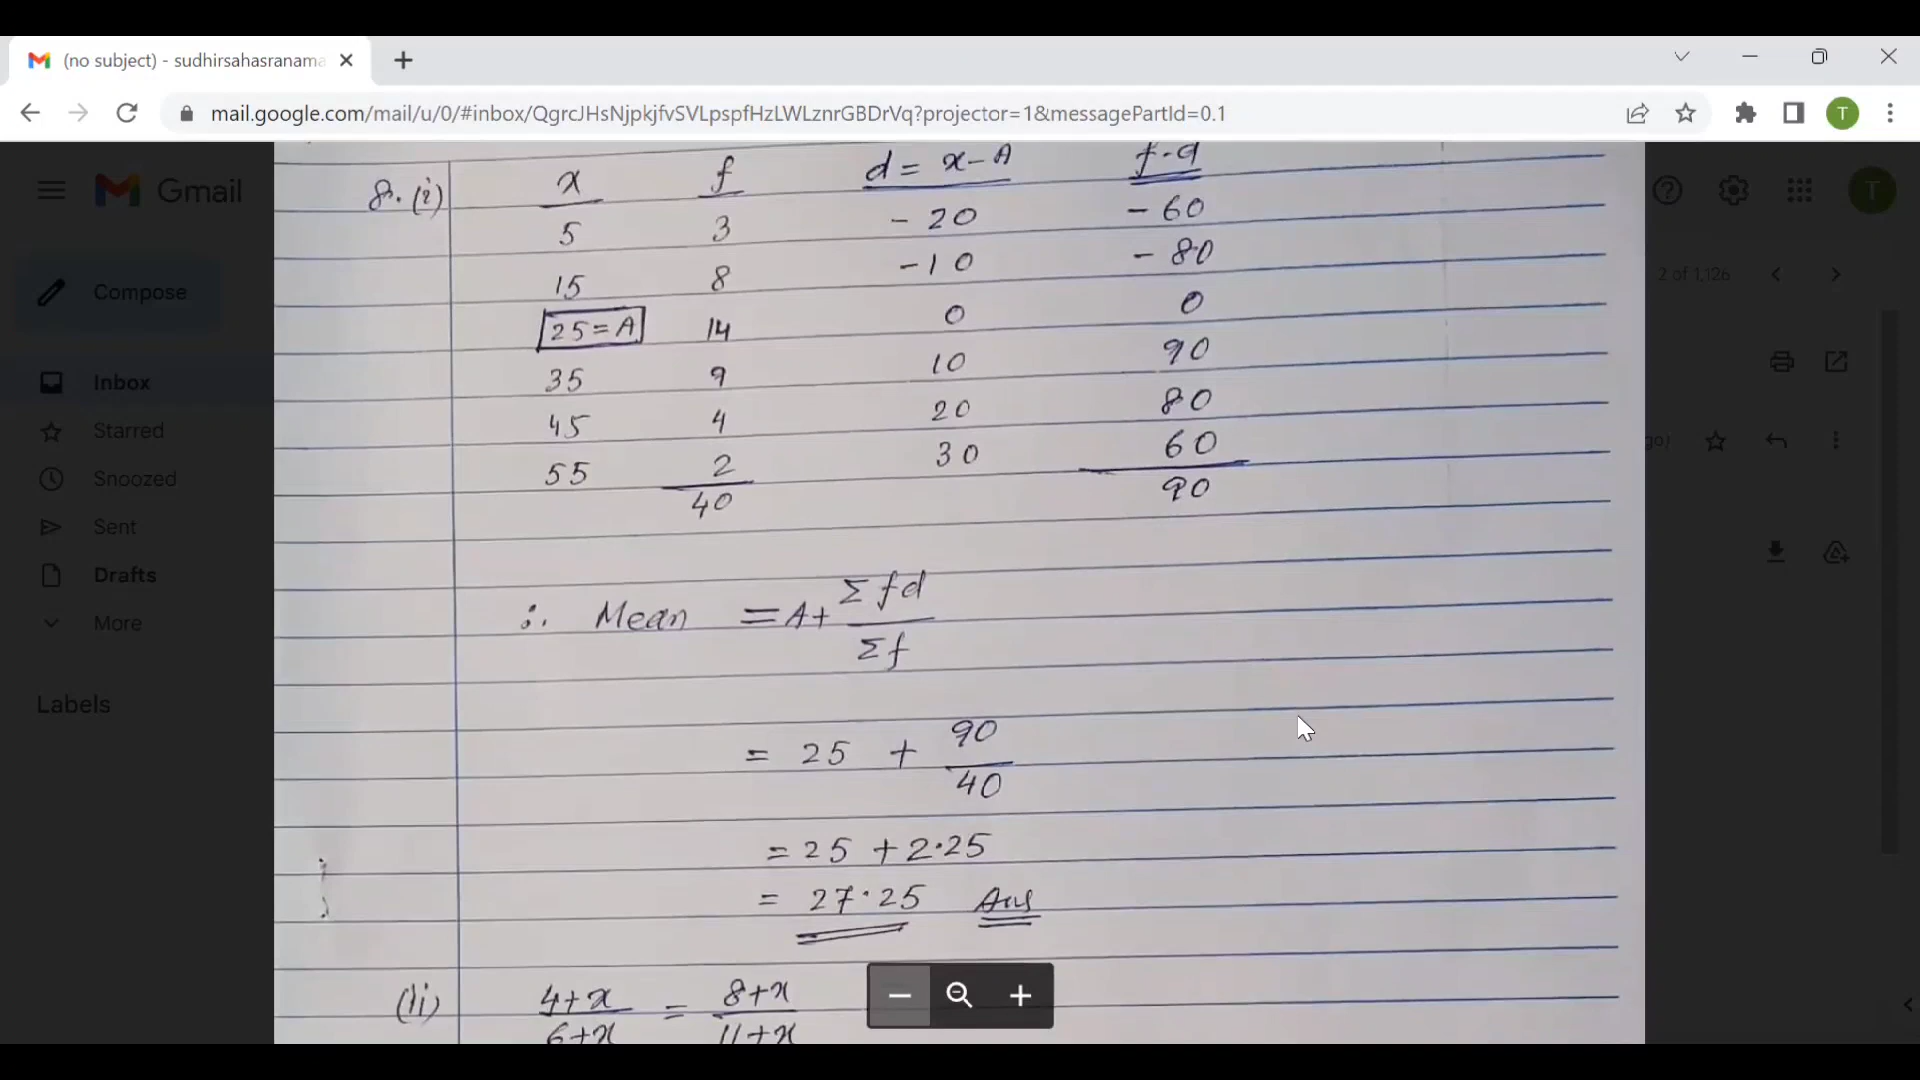 (no subject) - sudhirsahasranama
mail.google.com/mail/u/0/#inbox/QgrcJHsNjpkjfvSVLpspfHzLWLznrGBDrVq?projector=1&messagePartId=0.1
T
Gmail
T
Compose
2 of 1,126
Inbox
Starred
Snoozed
Sent
Drafts
More
Labels
8. (i) x f d = x - A f-d
5 3 - 20 - 60
15 8 - 10 - 80
25 = A 14 0 0
35 9 10 90
45 4 20 80
55 2 30 60
40 90
∴ Mean = A + Σfd / Σf
= 25 + 90 / 40
= 25 + 2·25
= 27·25 Ans
(ii) 4+x / 6+x = 8+x / 11+x